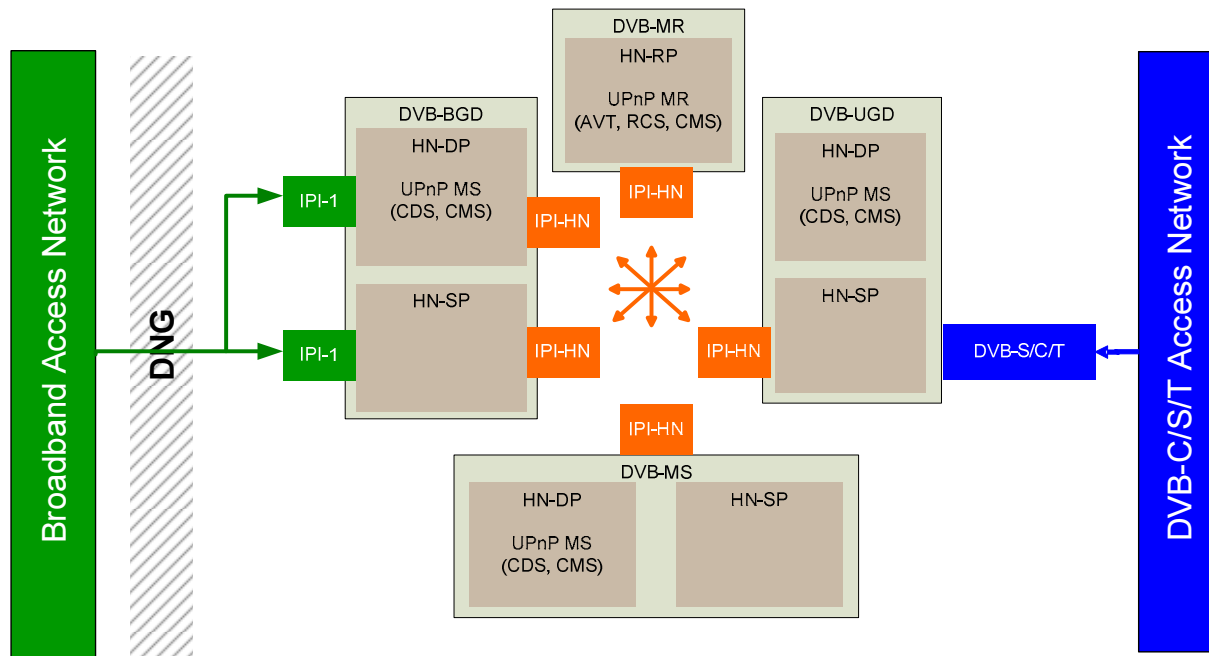 Broadband Access Network
DNG
DVB-BGD
HN-DP
UPnP MS
(CDS, CMS)
IPI-1
IPI-HN
HN-SP
IPI-1
IPI-HN
DVB-MR
HN-RP
UPnP MR
(AVT, RCS, CMS)
IPI-HN
DVB-UGD
HN-DP
UPnP MS
(CDS, CMS)
HN-SP
IPI-HN
DVB-S/C/T
IPI-HN
DVB-MS
HN-DP
UPnP MS
(CDS, CMS)
HN-SP
DVB-C/S/T Access Network